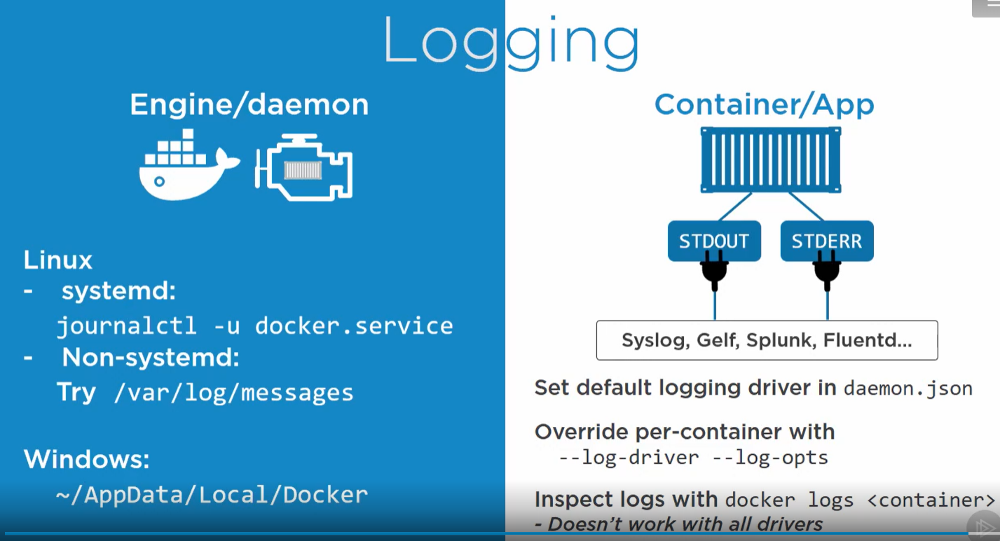 Logging
Engine/daemon
Linux
- systemd:
journalctl -u docker.service
- Non-systemd:
Try /var/log/messages
Windows:
~/AppData/Local/Docker
Container/App
STDOUT STDERR
Syslog, Gelf, Splunk, Fluentd...
Set default logging driver in daemon.json
Override per-container with
--log-driver --log-opts
Inspect logs with docker logs <container>
- Doesn't work with all drivers